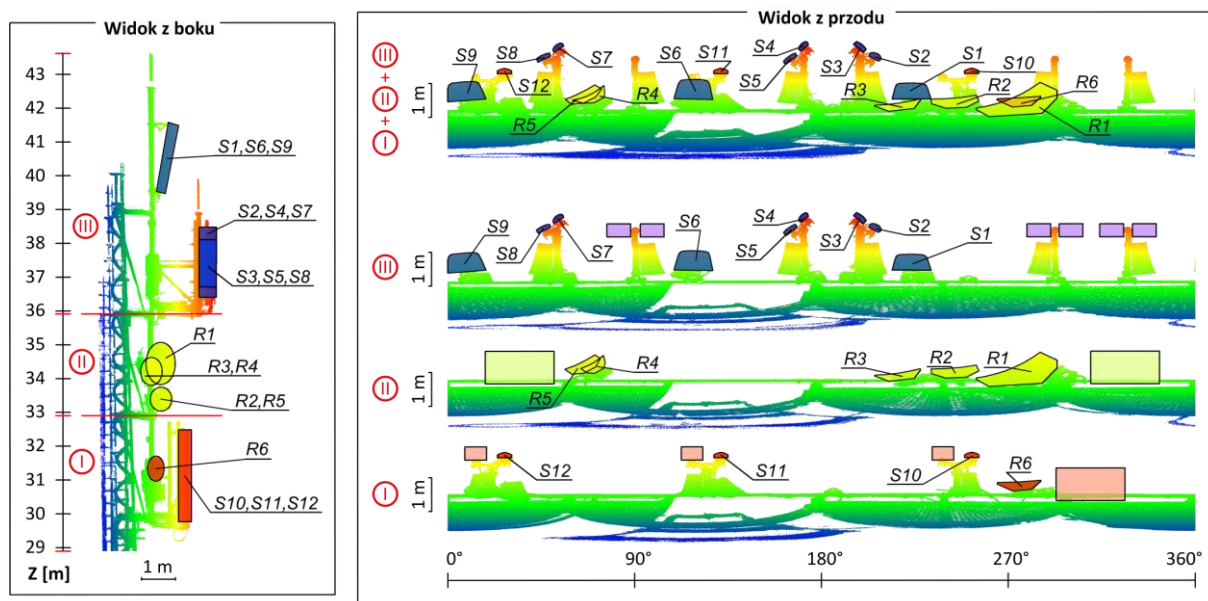 Widok z boku
43
42
41
40
39
38
37
36
35
34
33
32
31
30
29
Z [m]
1 m
III
II
I
S1,S6,S9
S2,S4,S7
S3,S5,S8
R1
R3,R4
R2,R5
R6
S10,S11,S12
Widok z przodu
III
+
II
+
I
1 m
S9 S8 S7 S6 S11 S4 S3 S2 S1 S10
S12 S5 R3 R2 R6
R5 R4 R1
III
1 m
S9 S8 S7 S6 S4 S5 S3 S2 S1
II
1 m
R5 R4 R3 R2 R1
I
1 m
S12 S11 S10 R6
0° 90° 180° 270° 360°